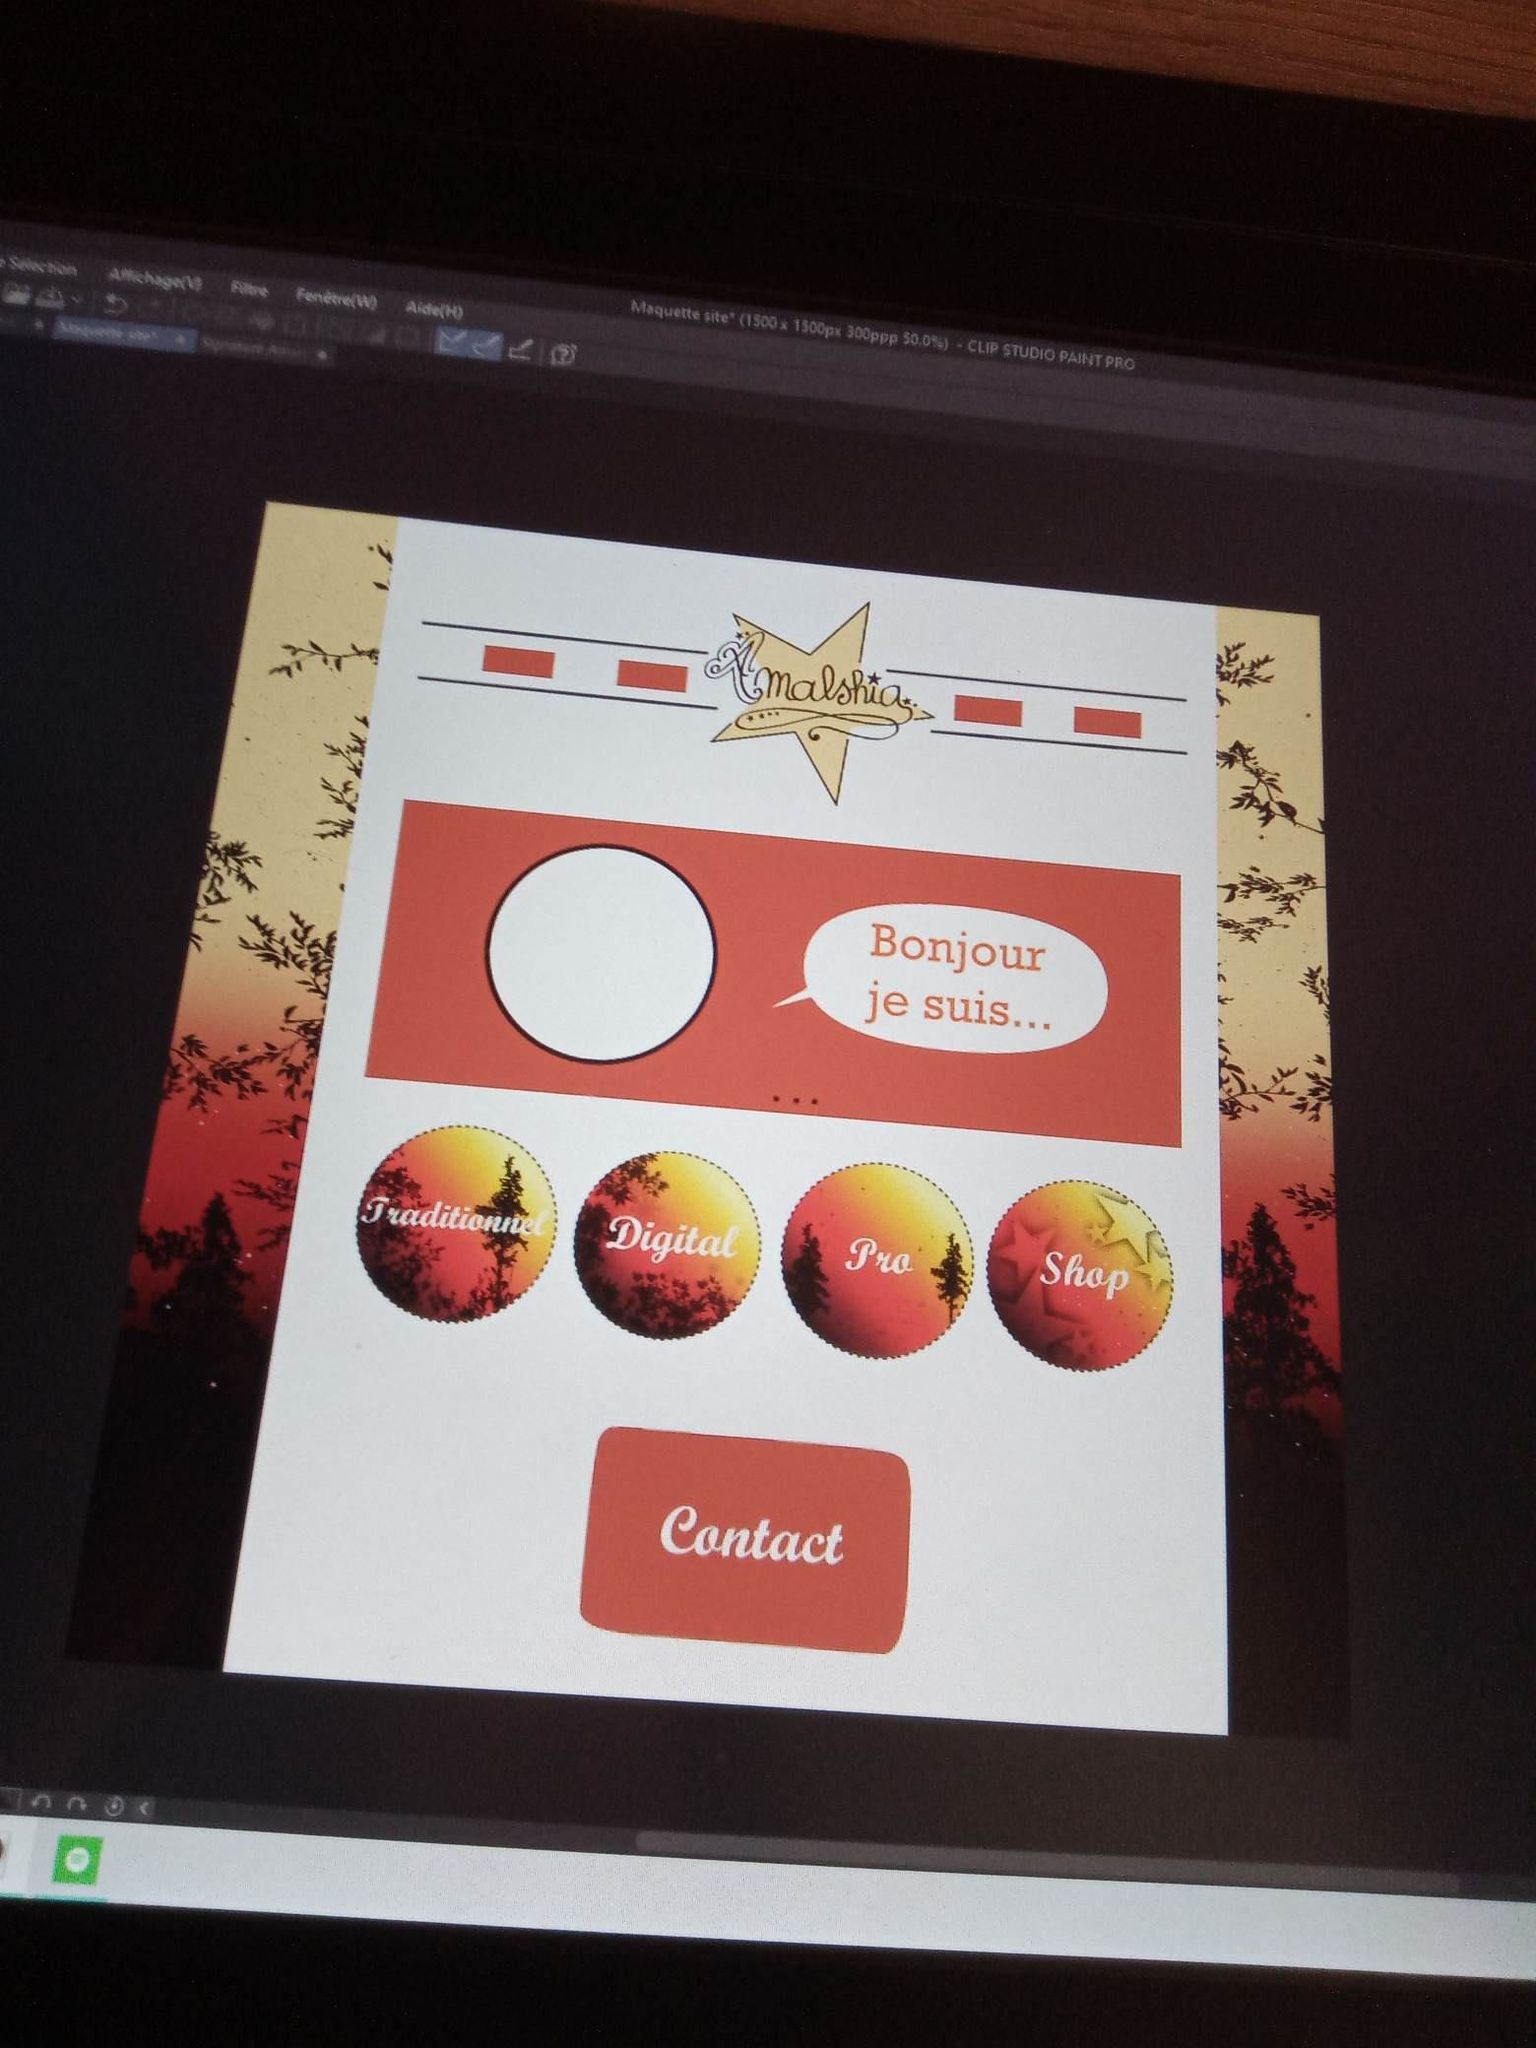 Sélection Affichage(V) Filtre Fenêtre(W) Aide(H)
Maquette site* (1500 x 1500px 300ppp 50.0%) - CLIP STUDIO PAINT PRO
Maquette site*
Amalshia
Bonjour
je suis...
...
Traditionnel
Digital
Pro
Shop
Contact